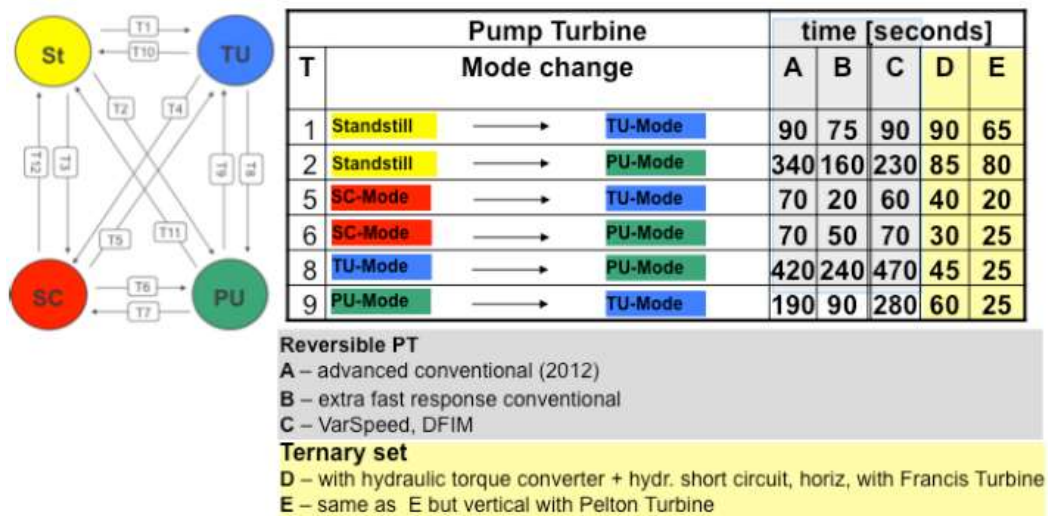 T1
T10
St
TU
T2
T4
T12
T3
T9
T8
T5
T11
SC
T6
T7
PU
Pump Turbine time [seconds]
T Mode change A B C D E
1 Standstill TU-Mode 90 75 90 90 65
2 Standstill PU-Mode 340 160 230 85 80
5 SC-Mode TU-Mode 70 20 60 40 20
6 SC-Mode PU-Mode 70 50 70 30 25
8 TU-Mode PU-Mode 420 240 470 45 25
9 PU-Mode TU-Mode 190 90 280 60 25
Reversible PT
A – advanced conventional (2012)
B – extra fast response conventional
C – VarSpeed, DFIM
Ternary set
D – with hydraulic torque converter + hydr. short circuit, horiz, with Francis Turbine
E – same as E but vertical with Pelton Turbine